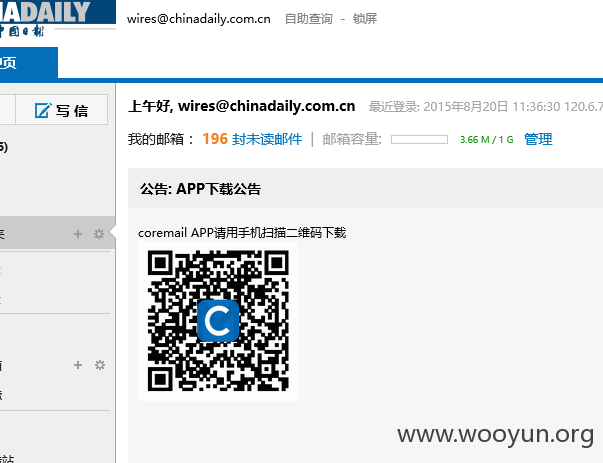 NADAILY
中国日报
wires@chinadaily.com.cn 自助查询 - 锁屏
页
写信
上午好, wires@chinadaily.com.cn 最近登录: 2015年8月20日 11:36:30 120.6.7
5)
我的邮箱： 196 封未读邮件 | 邮箱容量: 3.66 M / 1 G 管理
公告: APP下载公告
coremail APP请用手机扫描二维码下载
C
www.wooyun.org